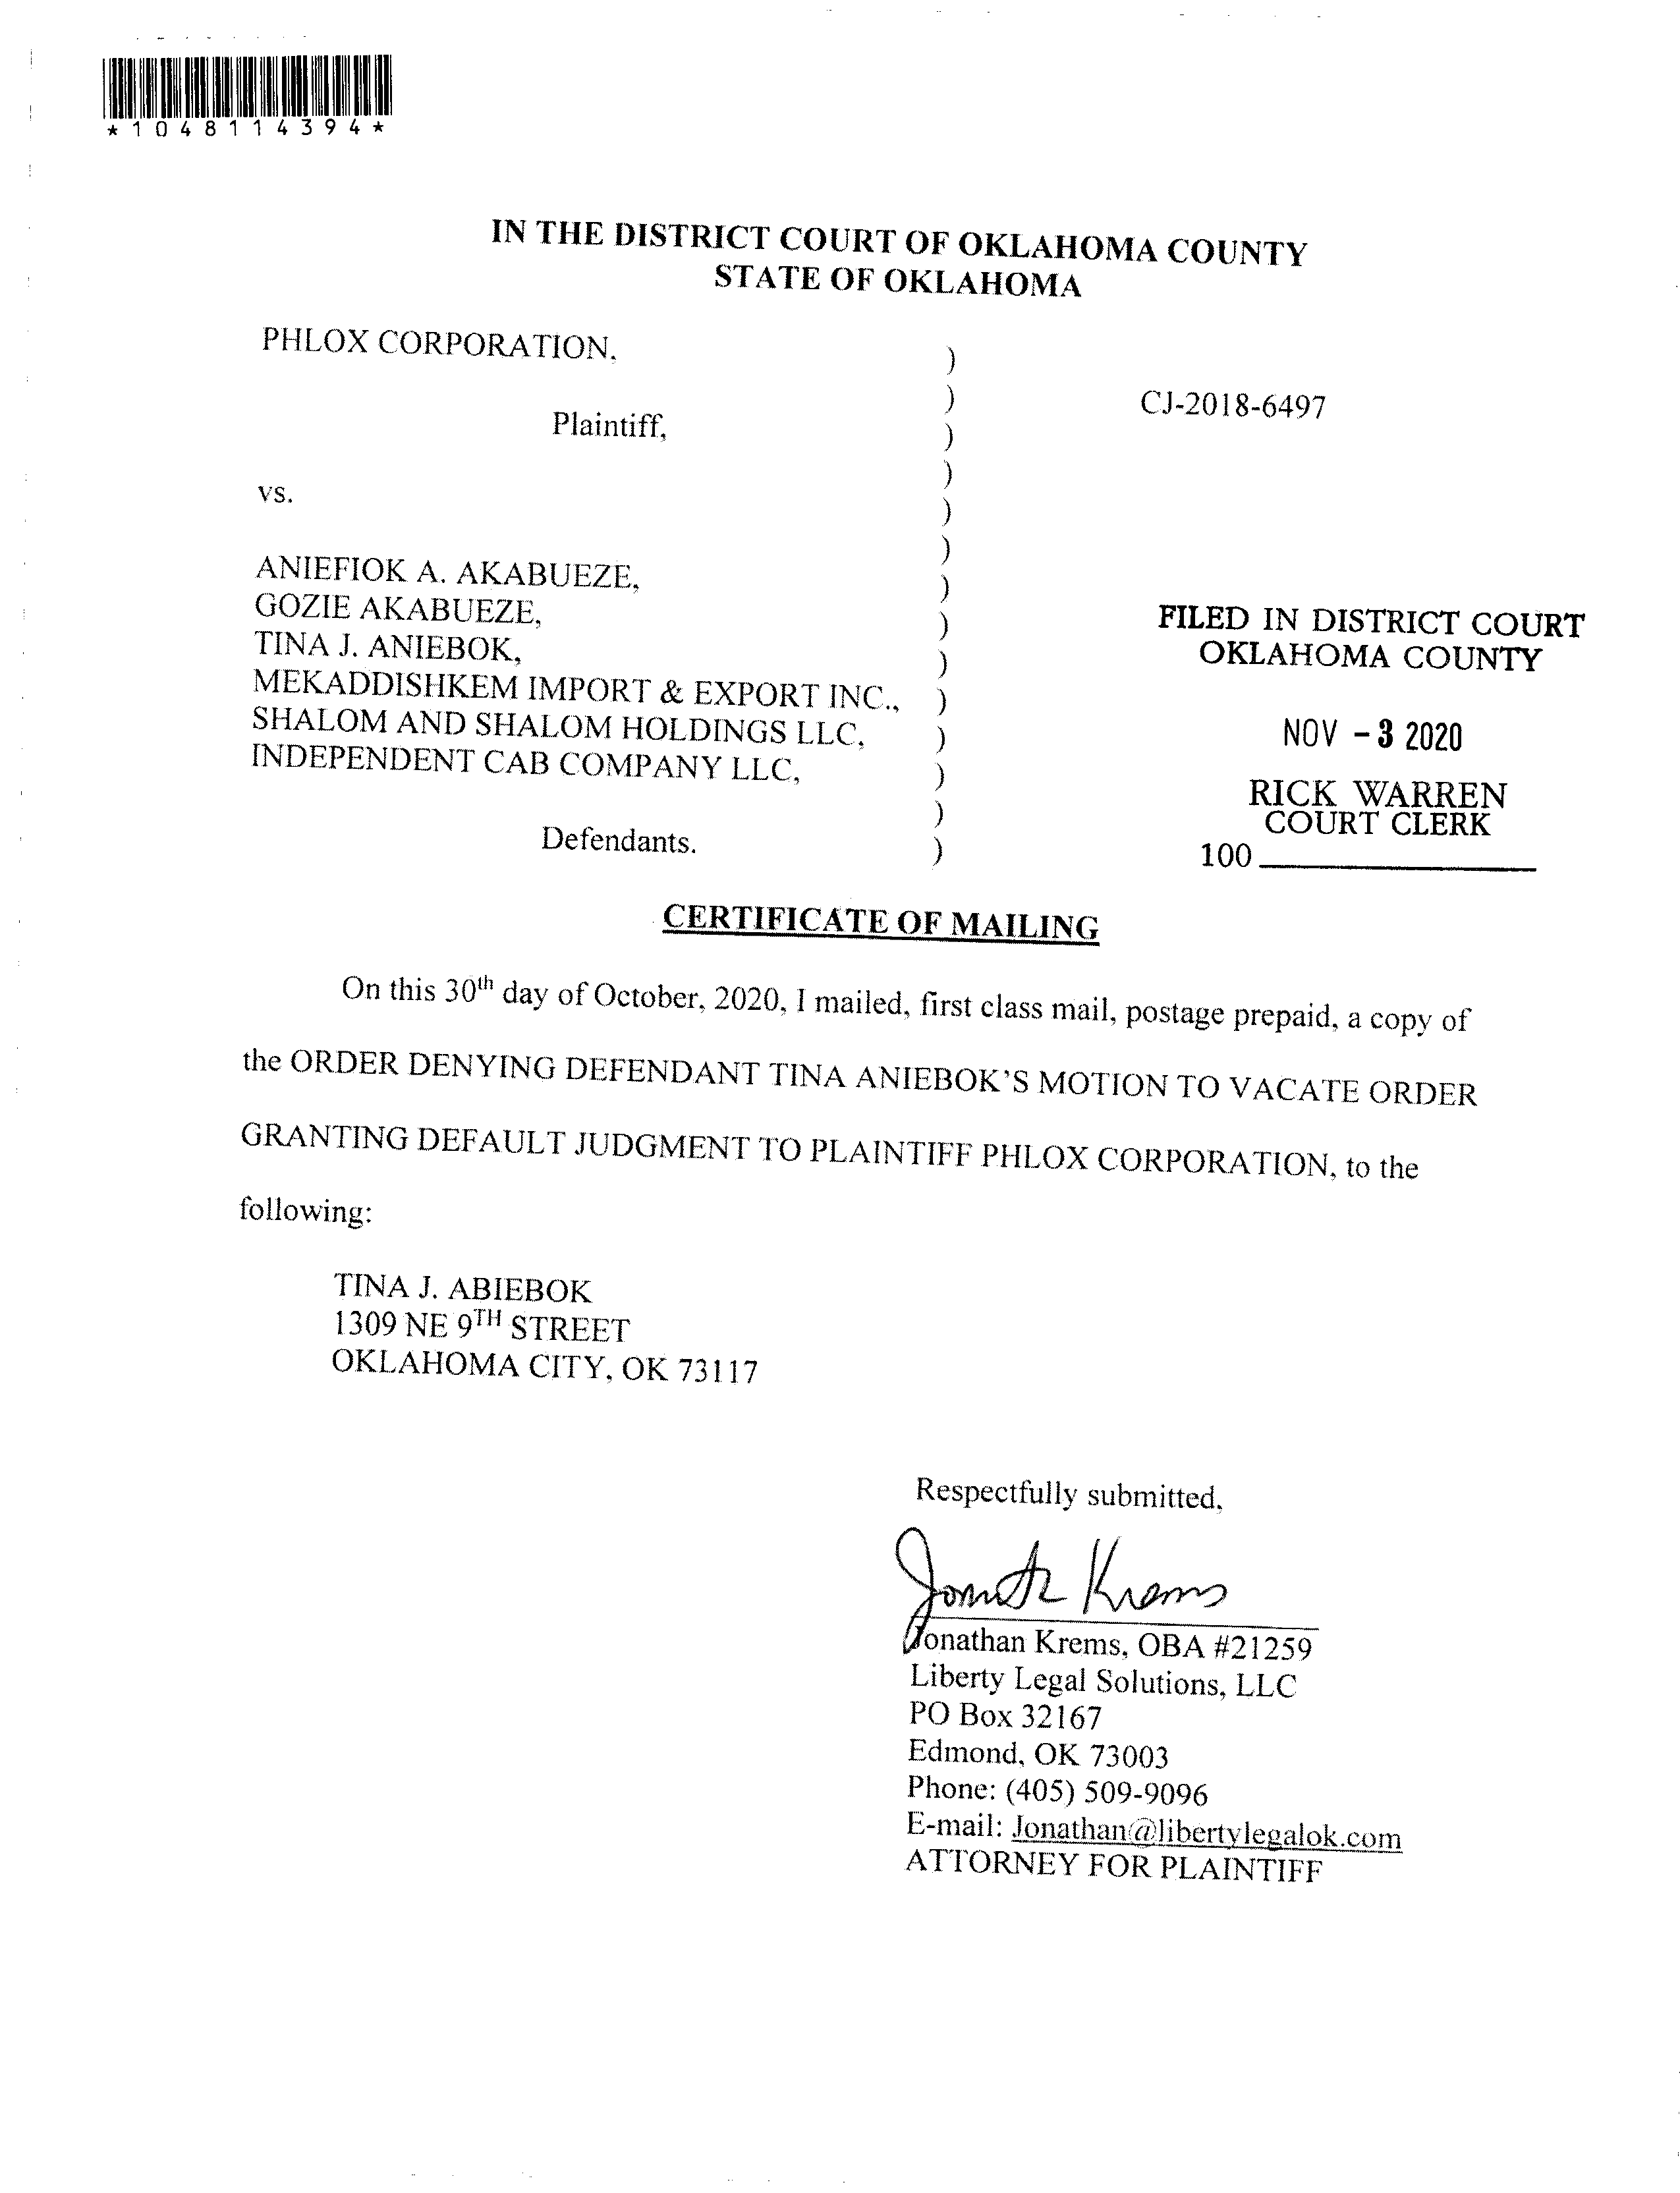 *1048114394*
IN THE DISTRICT COURT OF OKLAHOMA COUNTY
STATE OF OKLAHOMA
PHLOX CORPORATION,
Plaintiff,
vs.
ANIEFIOK A. AKABUEZE,
GOZIE AKABUEZE,
TINA J. ANIEBOK,
MEKADDISHKEM IMPORT & EXPORT INC.,
SHALOM AND SHALOM HOLDINGS LLC,
INDEPENDENT CAB COMPANY LLC,
Defendants.
)
)
)
)
)
)
)
)
)
)
)
)
)
)
CJ-2018-6497
FILED IN DISTRICT COURT
OKLAHOMA COUNTY
NOV - 3 2020
RICK WARREN
COURT CLERK
100 ____________
CERTIFICATE OF MAILING
On this 30th day of October, 2020, I mailed, first class mail, postage prepaid, a copy of
the ORDER DENYING DEFENDANT TINA ANIEBOK'S MOTION TO VACATE ORDER
GRANTING DEFAULT JUDGMENT TO PLAINTIFF PHLOX CORPORATION, to the
following:
TINA J. ABIEBOK
1309 NE 9TH STREET
OKLAHOMA CITY, OK 73117
Respectfully submitted,
Jonathan Krems
Jonathan Krems, OBA #21259
Liberty Legal Solutions, LLC
PO Box 32167
Edmond, OK 73003
Phone: (405) 509-9096
E-mail: Jonathan@libertylegalok.com
ATTORNEY FOR PLAINTIFF